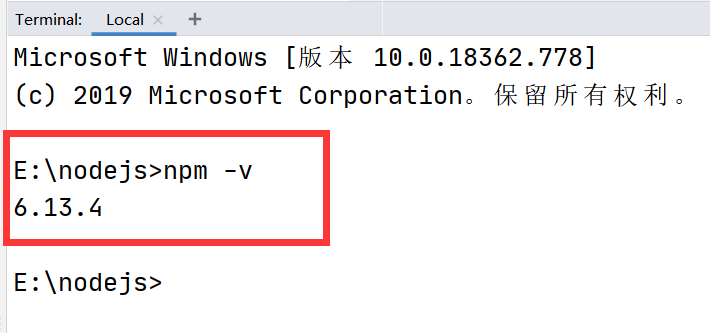 Terminal: Local × +
Microsoft Windows [版本 10.0.18362.778]
(c) 2019 Microsoft Corporation。保留所有权利。
E:\nodejs>npm -v
6.13.4
E:\nodejs>